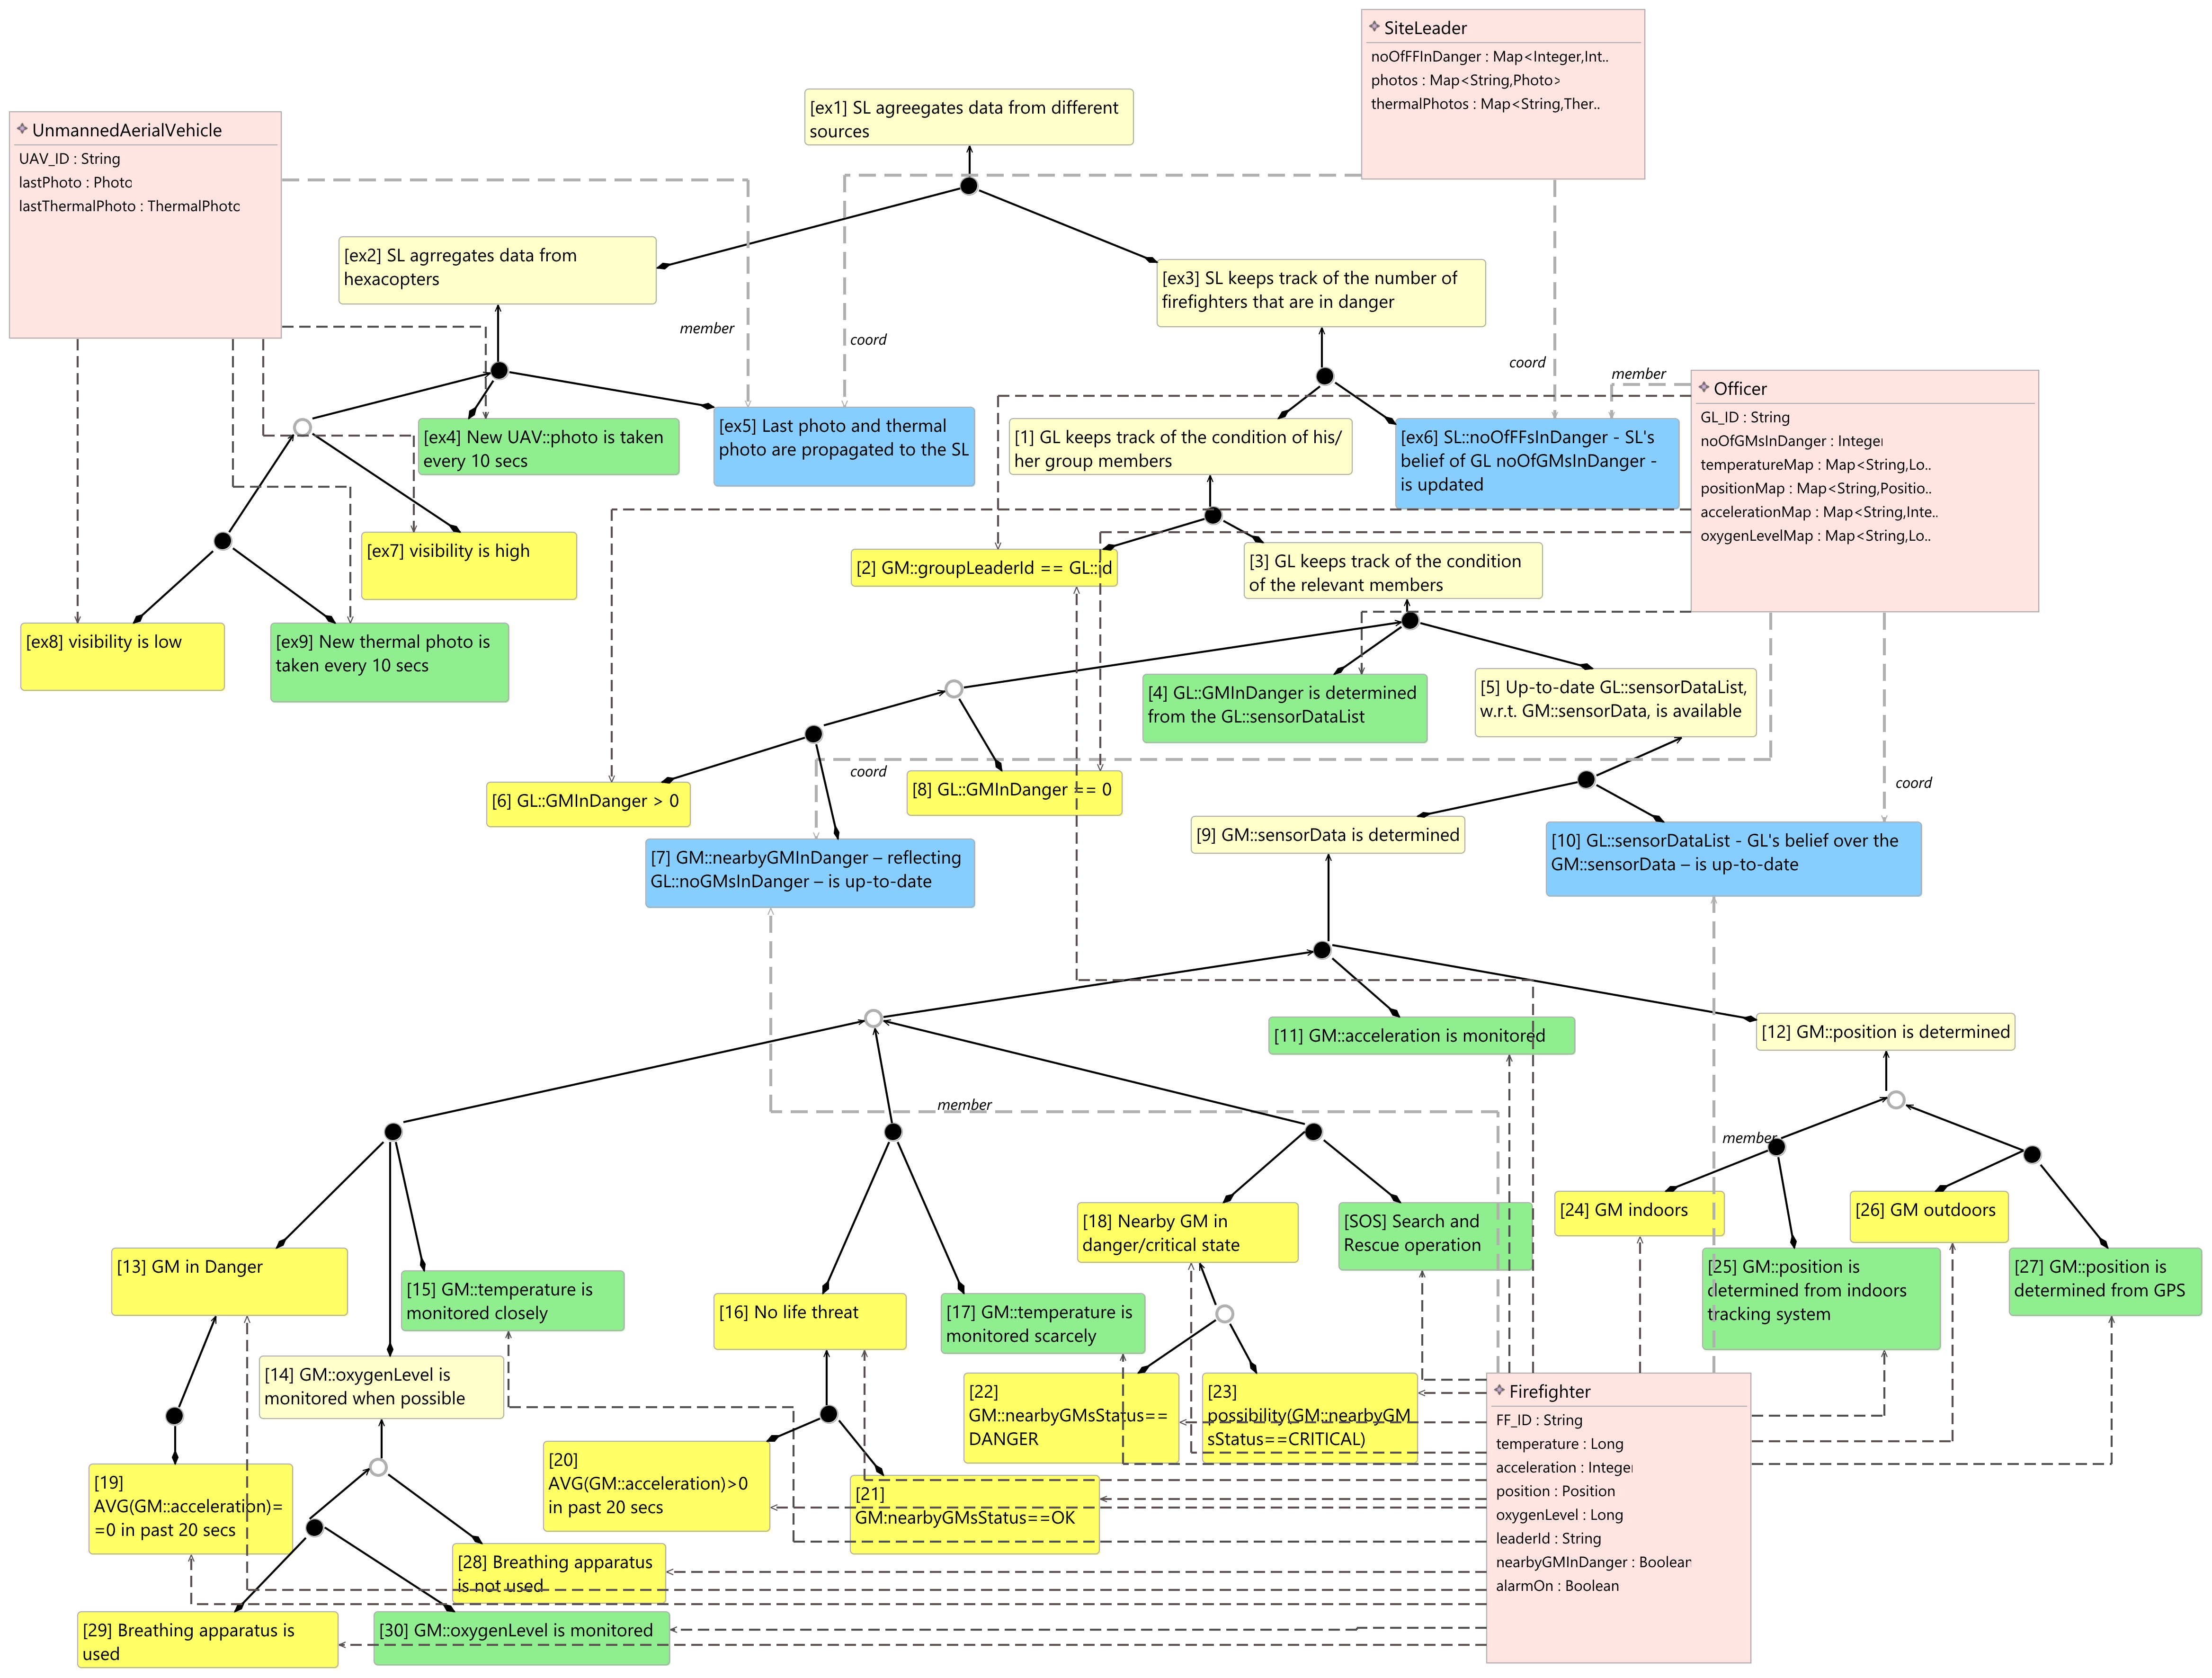 SiteLeader
noOfFFInDanger : Map<Integer,Int..
photos : Map<String,Photo>
thermalPhotos : Map<String,Ther..
[ex1] SL agreegates data from different
sources
UnmannedAerialVehicle
UAV_ID : String
lastPhoto : Photo
lastThermalPhoto : ThermalPhoto
[ex2] SL agrregates data from
hexacopters
[ex3] SL keeps track of the number of
firefighters that are in danger
member
coord
coord
member
Officer
GL_ID : String
noOfGMsInDanger : Integer
temperatureMap : Map<String,Lo..
positionMap : Map<String,Positio..
accelerationMap : Map<String,Inte..
oxygenLevelMap : Map<String,Lo..
[ex4] New UAV::photo is taken
every 10 secs
[ex5] Last photo and thermal
photo are propagated to the SL
[1] GL keeps track of the condition of his/
her group members
[ex6] SL::noOfFFsInDanger - SL's
belief of GL noOfGMsInDanger -
is updated
[ex7] visibility is high
[2] GM::groupLeaderId == GL::id
[3] GL keeps track of the condition
of the relevant members
[ex8] visibility is low
[ex9] New thermal photo is
taken every 10 secs
[4] GL::GMInDanger is determined
from the GL::sensorDataList
[5] Up-to-date GL::sensorDataList,
w.r.t. GM::sensorData, is available
coord
coord
[6] GL::GMInDanger > 0
[8] GL::GMInDanger == 0
[7] GM::nearbyGMInDanger – reflecting
GL::noGMsInDanger – is up-to-date
[9] GM::sensorData is determined
[10] GL::sensorDataList - GL's belief over the
GM::sensorData – is up-to-date
[11] GM::acceleration is monitored
[12] GM::position is determined
member
member
[13] GM in Danger
[15] GM::temperature is
monitored closely
[16] No life threat
[17] GM::temperature is
monitored scarcely
[18] Nearby GM in
danger/critical state
[SOS] Search and
Rescue operation
[24] GM indoors
[26] GM outdoors
[25] GM::position is
determined from indoors
tracking system
[27] GM::position is
determined from GPS
[14] GM::oxygenLevel is
monitored when possible
[22]
GM::nearbyGMsStatus==
DANGER
[23]
possibility(GM::nearbyGM
sStatus==CRITICAL)
Firefighter
FF_ID : String
temperature : Long
acceleration : Integer
position : Position
oxygenLevel : Long
leaderId : String
nearbyGMInDanger : Boolean
alarmOn : Boolean
[19]
AVG(GM::acceleration)=
=0 in past 20 secs
[20]
AVG(GM::acceleration)>0
in past 20 secs
[21]
GM:nearbyGMsStatus==OK
[28] Breathing apparatus
is not used
[29] Breathing apparatus is
used
[30] GM::oxygenLevel is monitored